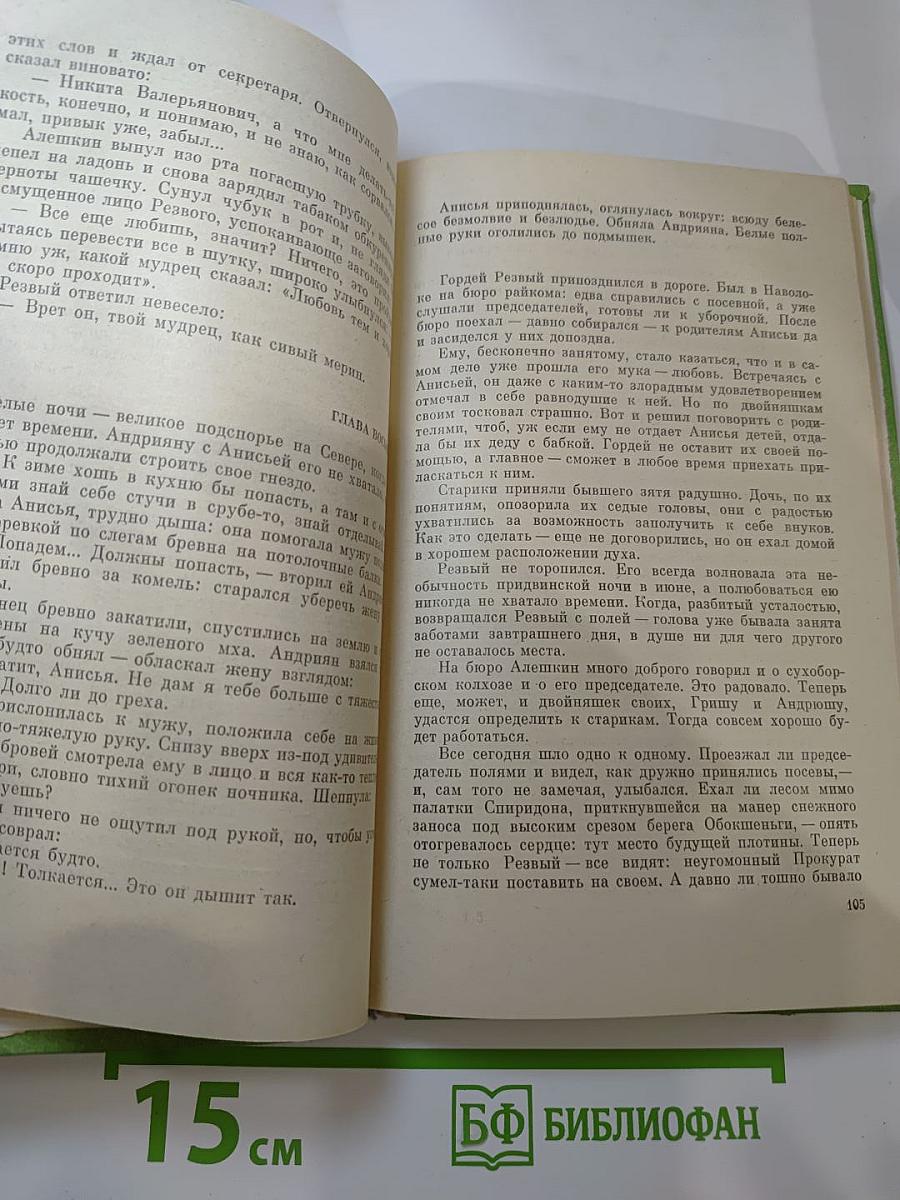 этих слов и ждал от секретаря. Отвернулся,
сказал виновато:
— Никита Валерьянович, а что мне делать
кость, конечно, и понимаю, и не знаю, как сорвался
мал, привык уже, забыл...
Алешкин вынул изо рта погасшую трубку,
пепел на ладонь и снова зарядил табаком
черноты чашечку. Сунул чубук в рот и, не
смущенное лицо Резвого, успокаивающе
— Все еще любишь, значит? Ничего, это
пытаясь перевести все в шутку, широко улыбнулся.
уж, какой мудрец сказал: «Любовь тем и
скоро проходит».
Резвый ответил невесело:
— Врет он, твой мудрец, как сивый мерин.
ГЛАВА
ночи — великое подспорье на Севере,
времени. Андрияну с Анисьей его не хватало
продолжали строить свое гнездо.
К зиме хошь в кухню бы попасть, а там и с
знай себе стучи в срубе-то, знай отделывай
Анисья, трудно дыша: она помогала мужу
веревкой по слегам бревна на потолочные балки.
Попадем... Должны попасть, — вторил ей
бревно за комель: старался уберечь жену
бревно закатили, спустились на землю и
на кучу зеленого мха. Андриян взялся
будто обнял — обласкал жену взглядом:
Анисья. Не дам я тебе больше с
Долго ли до греха.
прислонилась к мужу, положила себе на
руку. Снизу вверх из-под
бровей смотрела ему в лицо и вся как-то
словно тихий огонек ночника. Шепнула:
ничего не ощутил под рукой, но, чтобы
соврал:
будто.
! Толкается... Это он дышит так.
Анисья приподнялась, оглянулась вокруг: всюду беле-
сое безмолвие и безлюдье. Обняла Андрияна. Белые пол-
ные руки оголились до подмышек.
Гордей Резвый припозднился в дороге. Был в Наволо-
ке на бюро райкома: едва справились с посевной, а уже
слушали председателей, готовы ли к уборочной. После
бюро поехал — давно собирался — к родителям Анисьи да
и засиделся у них допоздна.
Ему, бесконечно занятому, стало казаться, что и в са-
мом деле уже прошла его мука — любовь. Встречаясь с
Анисьей, он даже с каким-то злорадным удовлетворением
отмечал в себе равнодушие к ней. Но по двойняшкам
своим тосковал страшно. Вот и решил поговорить с роди-
телями, чтоб, уж если ему не отдает Анисья детей, отда-
ла бы их деду с бабкой. Гордей не оставит их своей по-
мощью, а главное — сможет в любое время приехать при-
ласкаться к ним.
Старики приняли бывшего зятя радушно. Дочь, по их
понятиям, опозорила их седые головы, они с радостью
ухватились за возможность заполучить к себе внуков.
Как это сделать — еще не договорились, но он ехал домой
в хорошем расположении духа.
Резвый не торопился. Его всегда волновала эта не-
обычность придвинской ночи в июне, а полюбоваться ею
никогда не хватало времени. Когда, разбитый усталостью,
возвращался Резвый с полей — голова уже бывала занята
заботами завтрашнего дня, в душе ни для чего другого
не оставалось места.
На бюро Алешкин много доброго говорил и о сухобор-
ском колхозе и о его председателе. Это радовало. Теперь
еще, может, и двойняшек своих, Гришу и Андрюшу,
удастся определить к старикам. Тогда совсем хорошо бу-
дет работаться.
Все сегодня шло одно к одному. Проезжал ли предсе-
датель полями и видел, как дружно принялись посевы,—
и, сам того не замечая, улыбался. Ехал ли лесом мимо
палатки Спиридона, приткнувшейся на манер снежного
заноса под высоким срезом берега Обокшеньги, — опять
отогревалось сердце: тут место будущей плотины. Теперь
не только Резвый — все видят: неугомонный Прокурат
сумел-таки поставить на своем. А давно ли тошно бывало
105
15 см
БФ БИБЛИОФАН